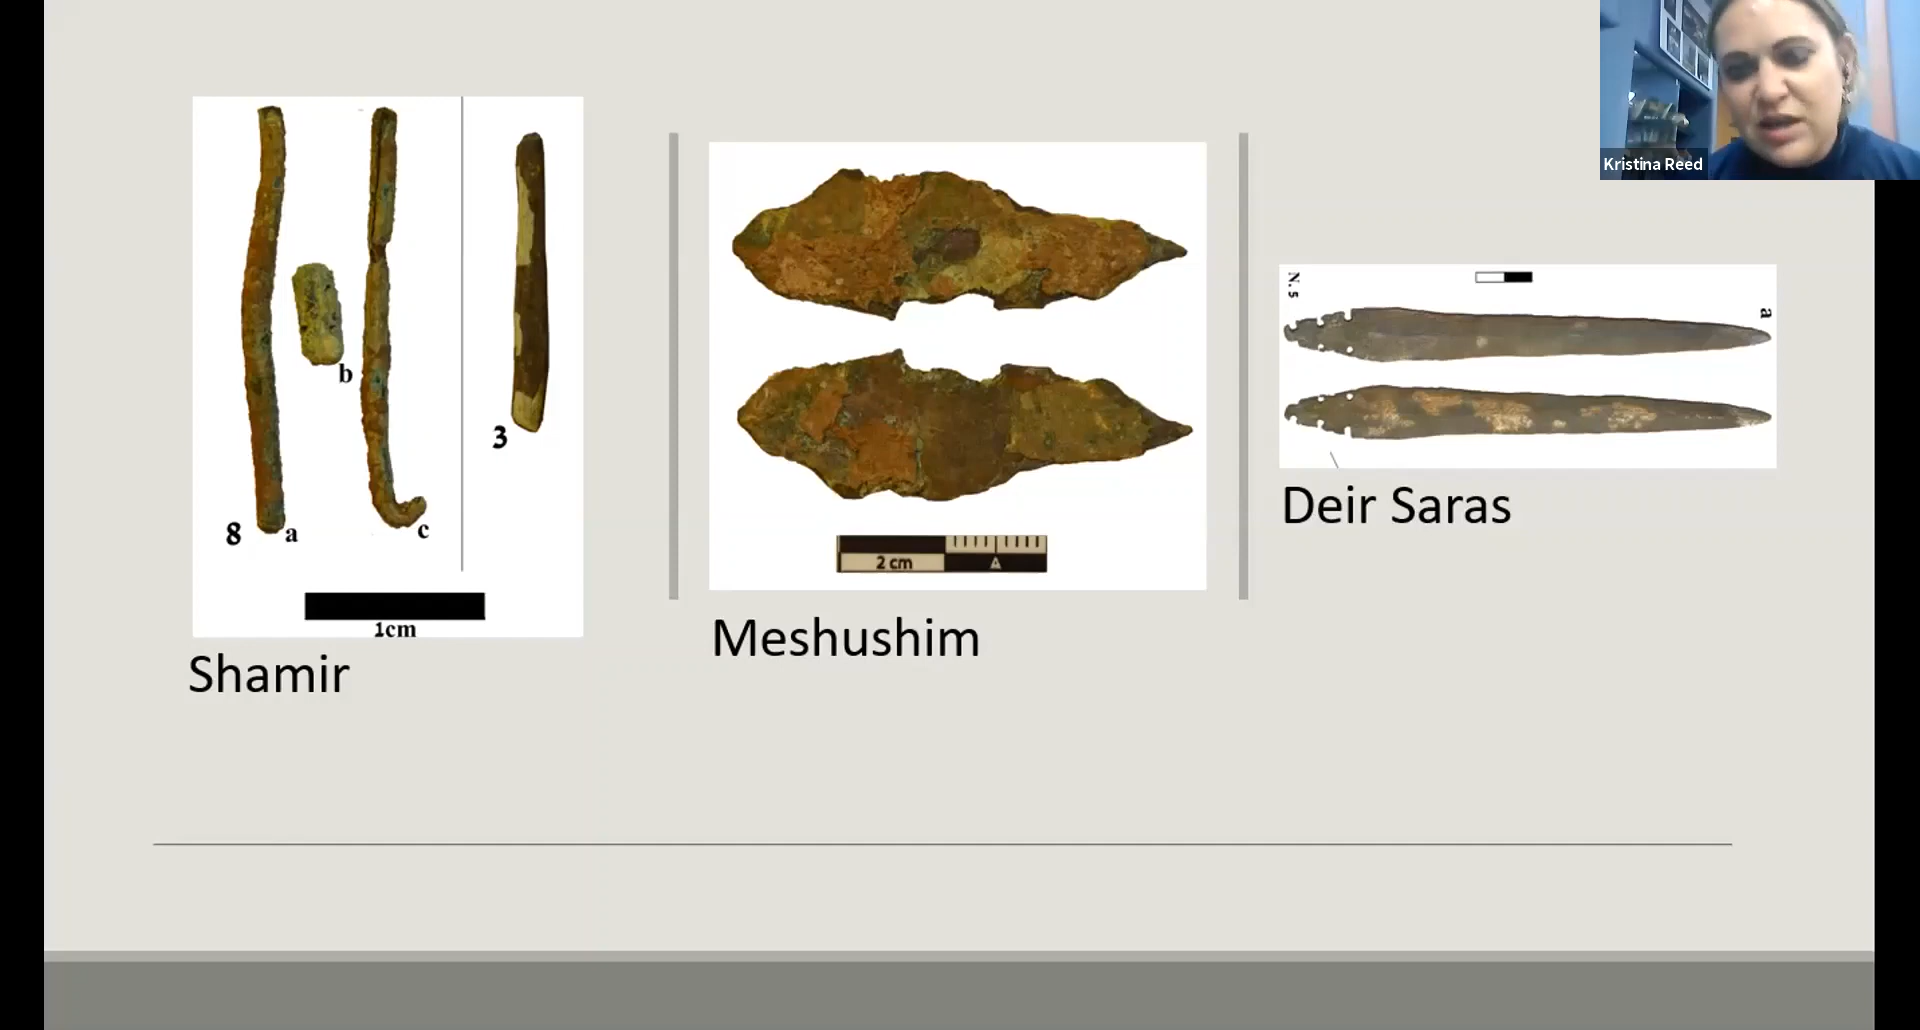 Kristina Reed
b
8
a
c
3
1cm
Shamir
2 cm
Meshushim
N.5
a
Deir Saras